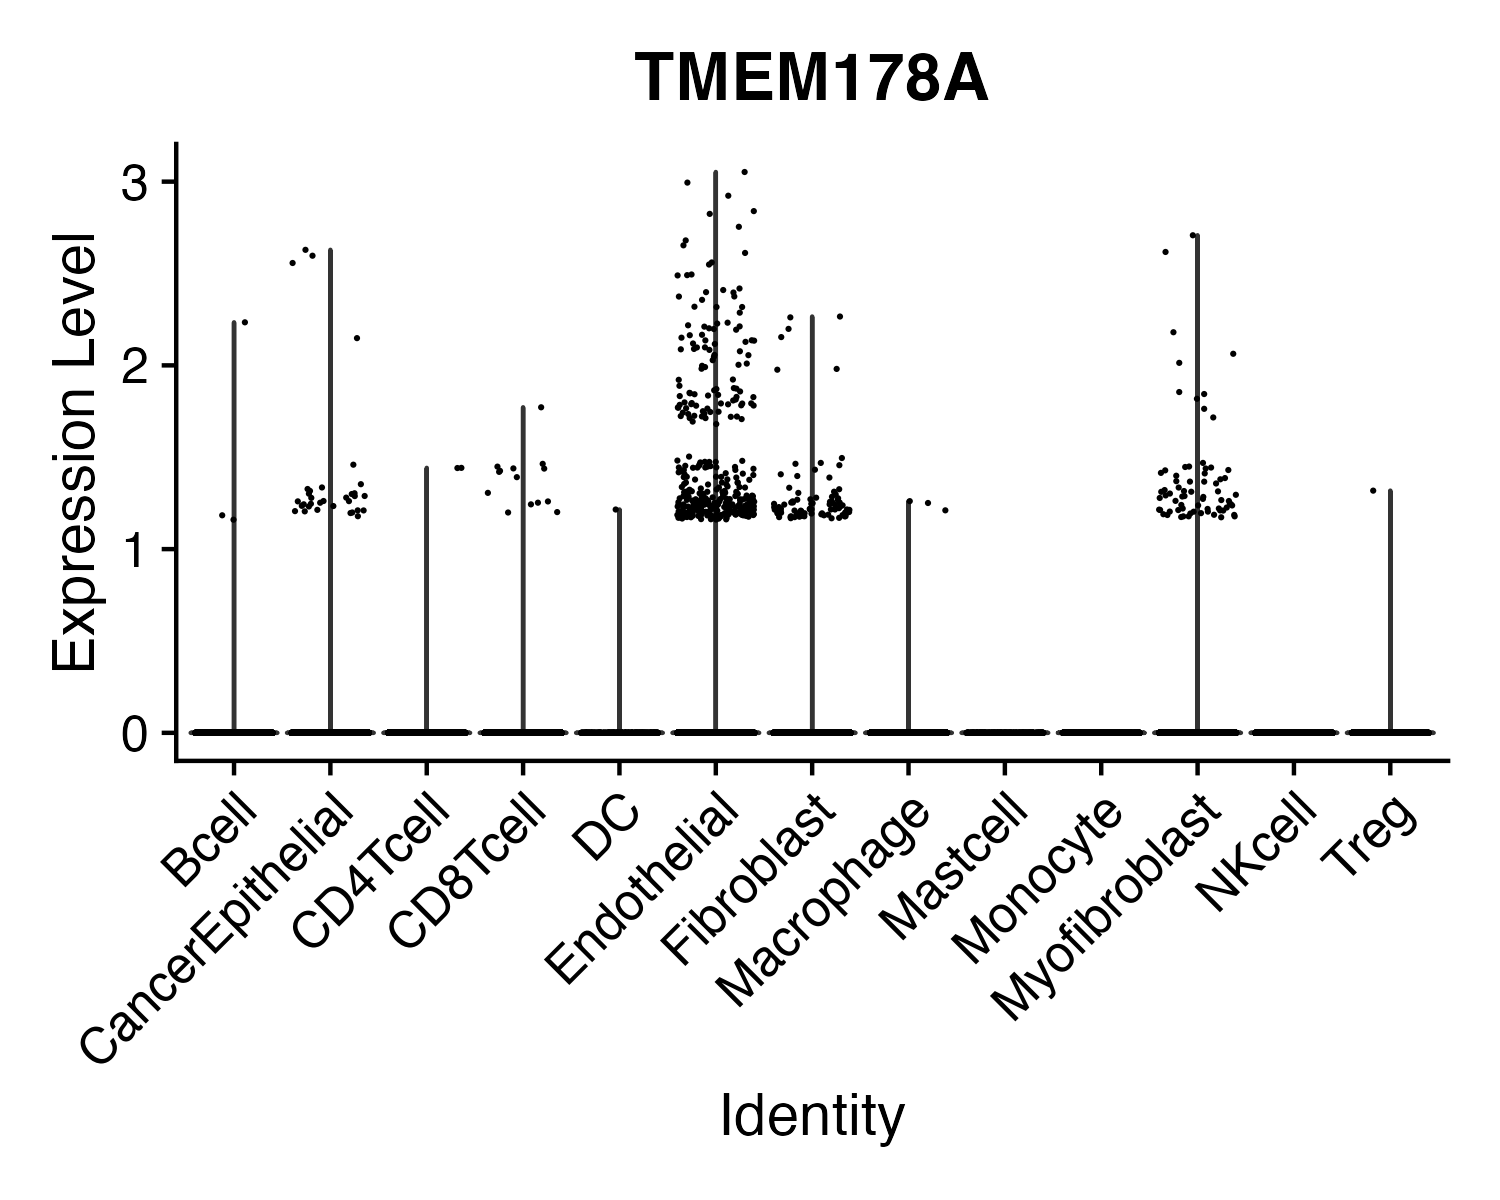 TMEM178A
Expression Level
3
2
1
0
Bcell
CancerEpithelial
CD4Tcell
CD8Tcell
DC
Endothelial
Fibroblast
Macrophage
Mastcell
Monocyte
Myofibroblast
NKcell
Treg
Identity